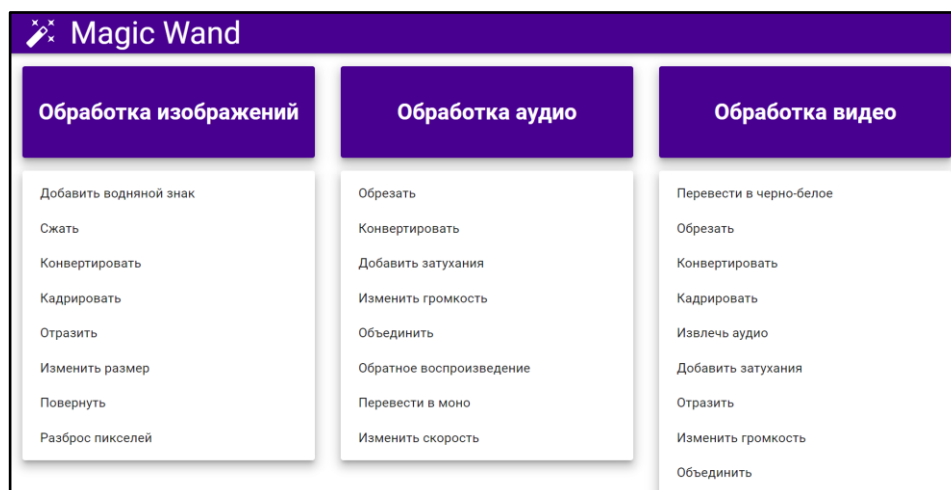 Magic Wand
Обработка изображений
Добавить водняной знак
Сжать
Конвертировать
Кадрировать
Отразить
Изменить размер
Повернуть
Разброс пикселей
Обработка аудио
Обрезать
Конвертировать
Добавить затухания
Изменить громкость
Объединить
Обратное воспроизведение
Перевести в моно
Изменить скорость
Обработка видео
Перевести в черно-белое
Обрезать
Конвертировать
Кадрировать
Извлечь аудио
Добавить затухания
Отразить
Изменить громкость
Объединить